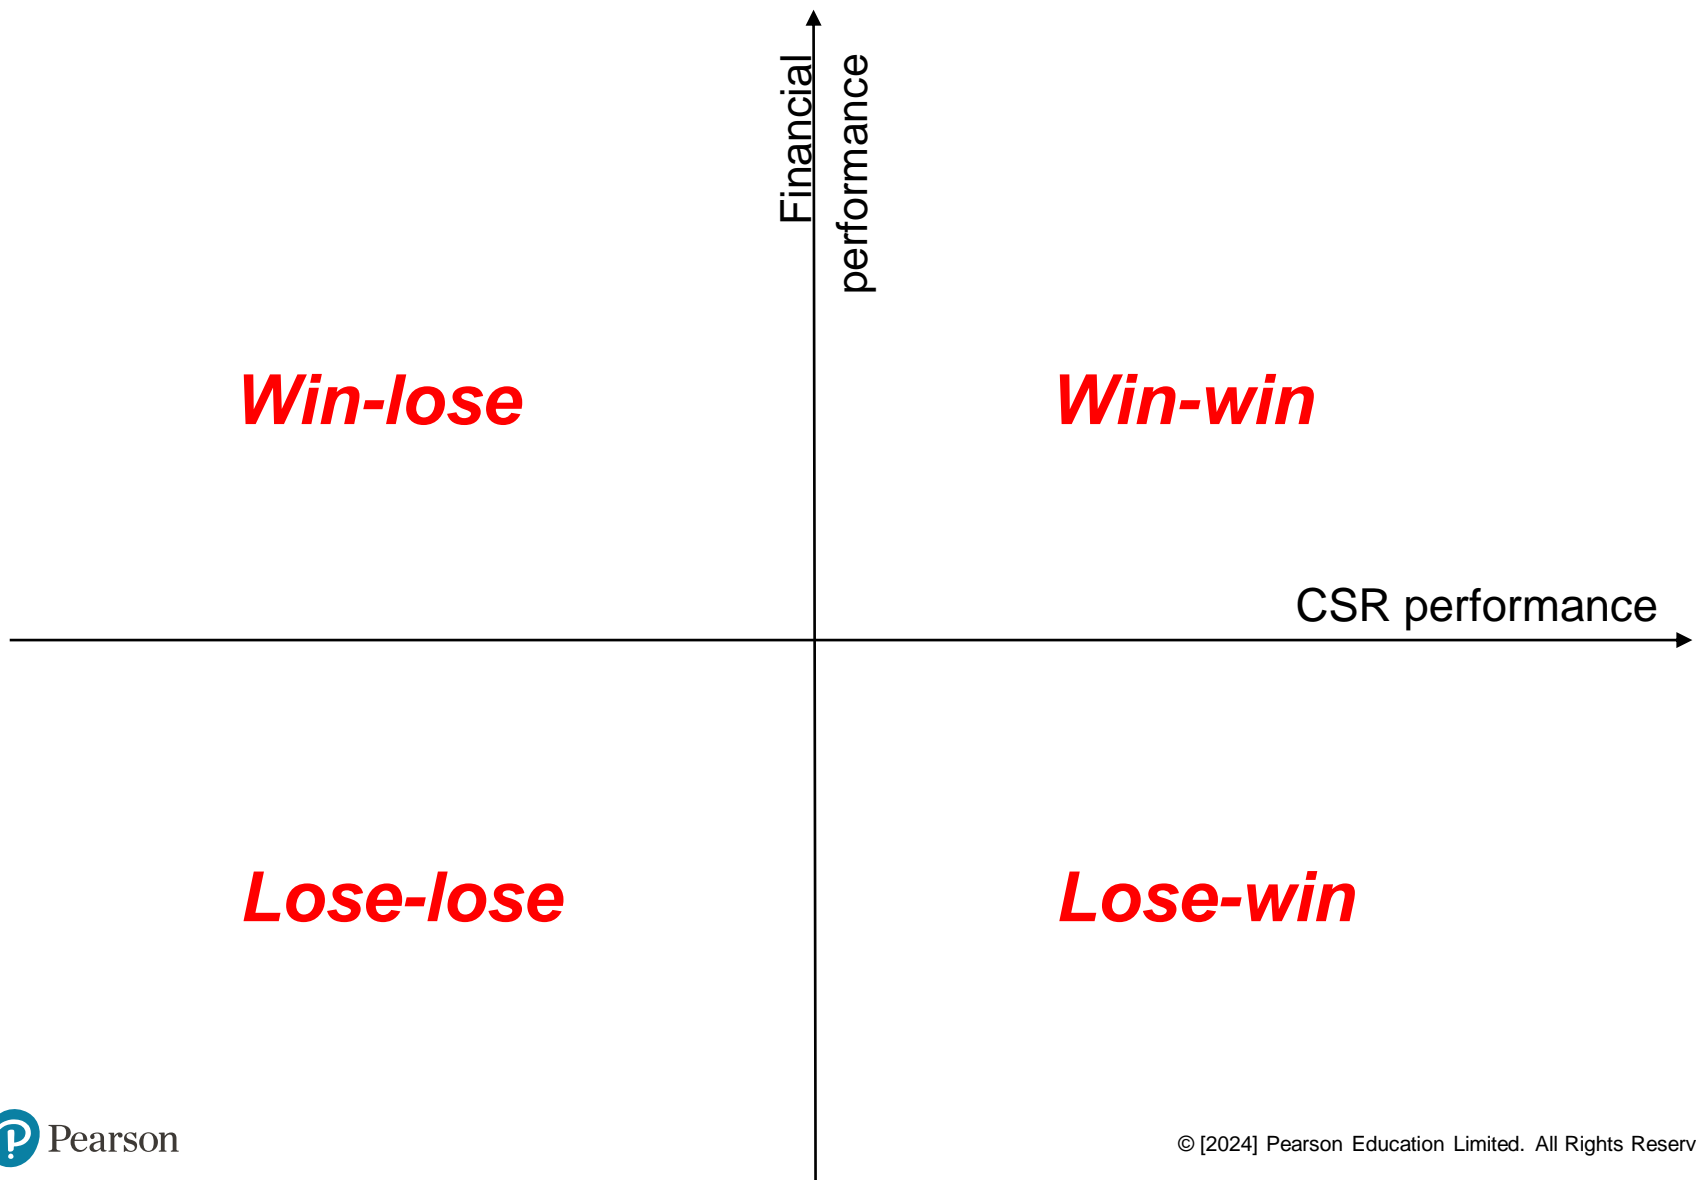 Financial
performance
Win-lose
Win-win
CSR performance
Lose-lose
Lose-win
Pearson
© [2024] Pearson Education Limited. All Rights Reserv